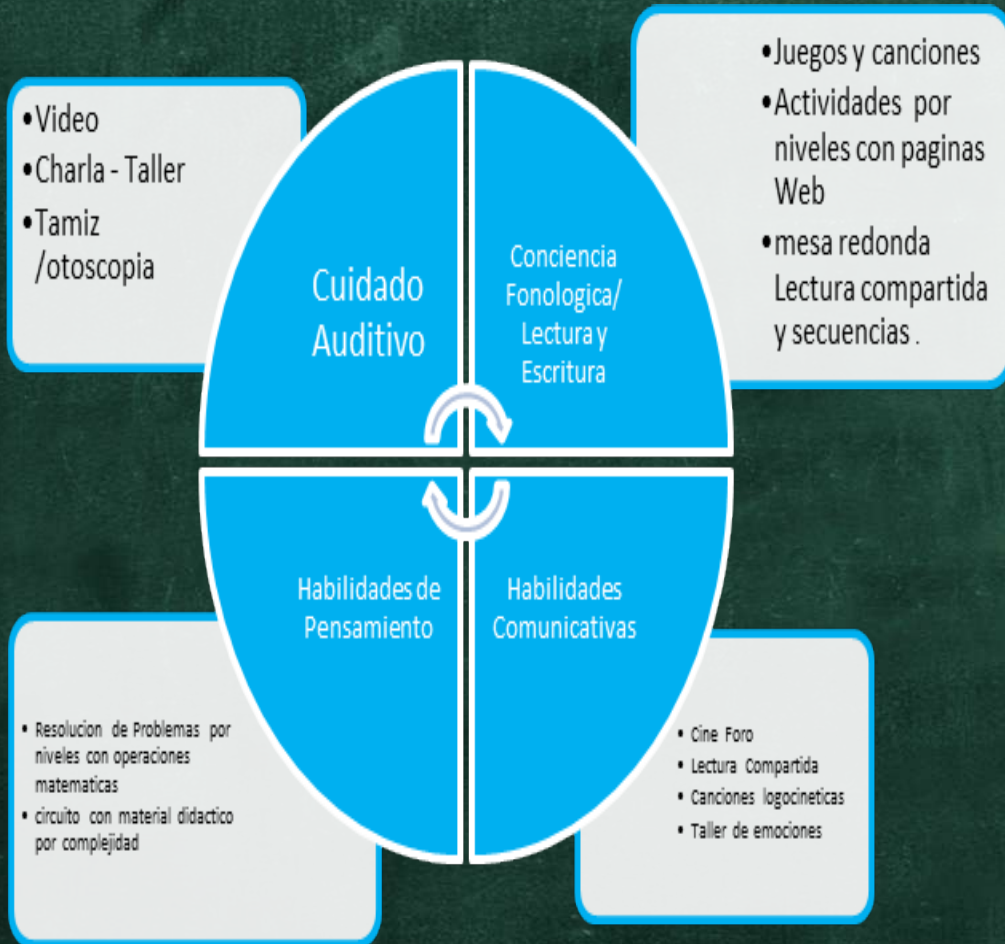 •Video
•Charla - Taller
•Tamiz
/otoscopia
•Juegos y canciones
•Actividades por
niveles con paginas
Web
•mesa redonda
Lectura compartida
y secuencias .
Cuidado
Auditivo
Conciencia
Fonologica/
Lectura y
Escritura
Habilidades de
Pensamiento
Habilidades
Comunicativas
• Resolucion de Problemas por
niveles con operaciones
matematicas
• circuito con material didactico
por complejidad
• Cine Foro
• Lectura Compartida
• Canciones logocineticas
• Taller de emociones